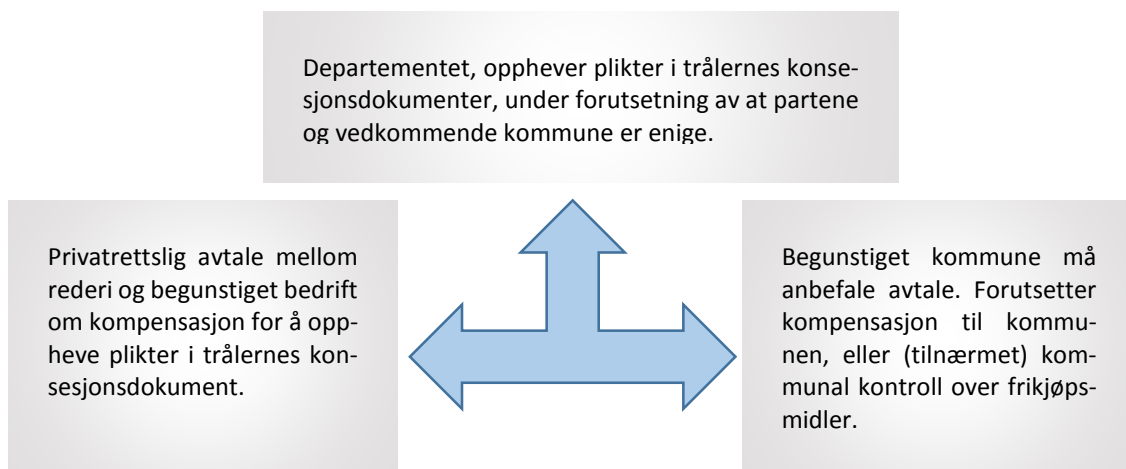 Departementet, opphever plikter i trålernes konse-
sjonsdokumenter, under forutsetning av at partene
og vedkommende kommune er enige.
Privatrettslig avtale mellom
rederi og begunstiget bedrift
om kompensasjon for å opp-
heve plikter i trålernes kon-
sesjonsdokument.
Begunstiget kommune må
anbefale avtale. Forutsetter
kompensasjon til kommu-
nen, eller (tilnærmet) kom-
munal kontroll over frikjøps-
midler.